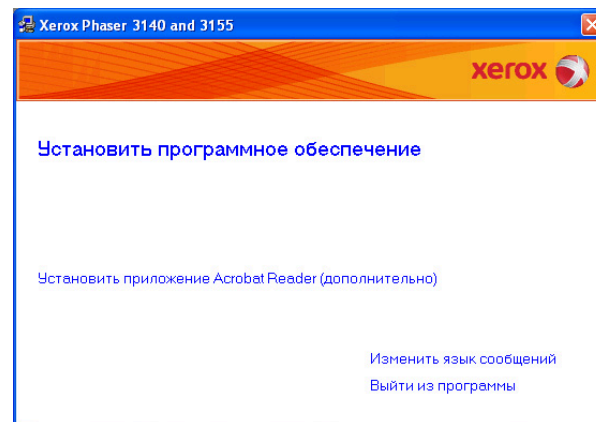 Xerox Phaser 3140 and 3155
xerox
Установить программное обеспечение
Установить приложение Acrobat Reader (дополнительно)
Изменить язык сообщений
Выйти из программы